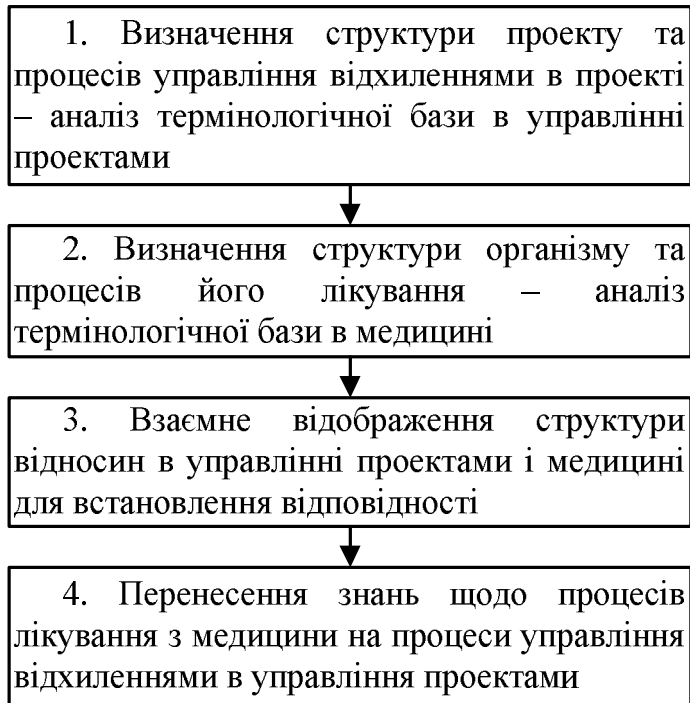 1. Визначення структури проекту та
процесів управління відхиленнями в проекті
– аналіз термінологічної бази в управлінні
проектами
2. Визначення структури організму та
процесів його лікування – аналіз
термінологічної бази в медицині
3. Взаємне відображення структури
відносин в управлінні проектами і медицині
для встановлення відповідності
4. Перенесення знань щодо процесів
лікування з медицини на процеси управління
відхиленнями в управління проектами